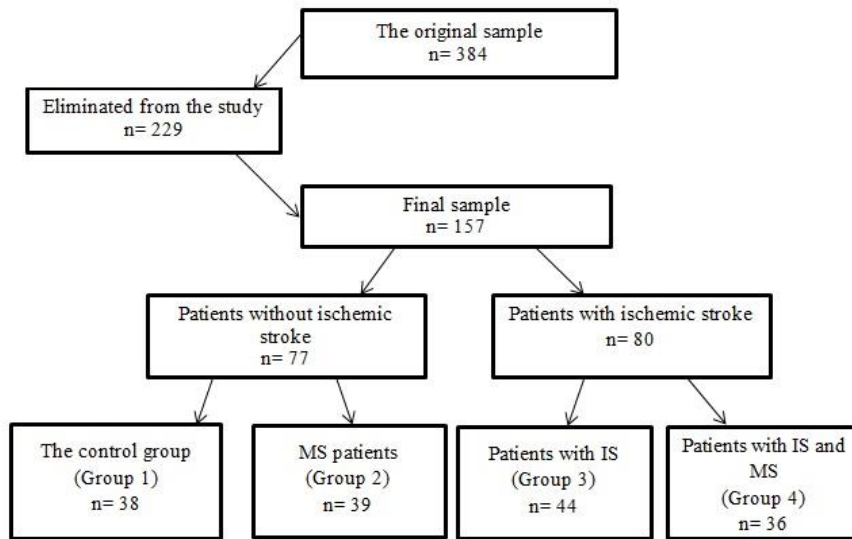 The original sample
n= 384
Eliminated from the study
n= 229
Final sample
n= 157
Patients without ischemic
stroke
n= 77
Patients with ischemic stroke
n= 80
The control group
(Group 1)
n= 38
MS patients
(Group 2)
n= 39
Patients with IS
(Group 3)
n= 44
Patients with IS and
MS
(Group 4)
n= 36